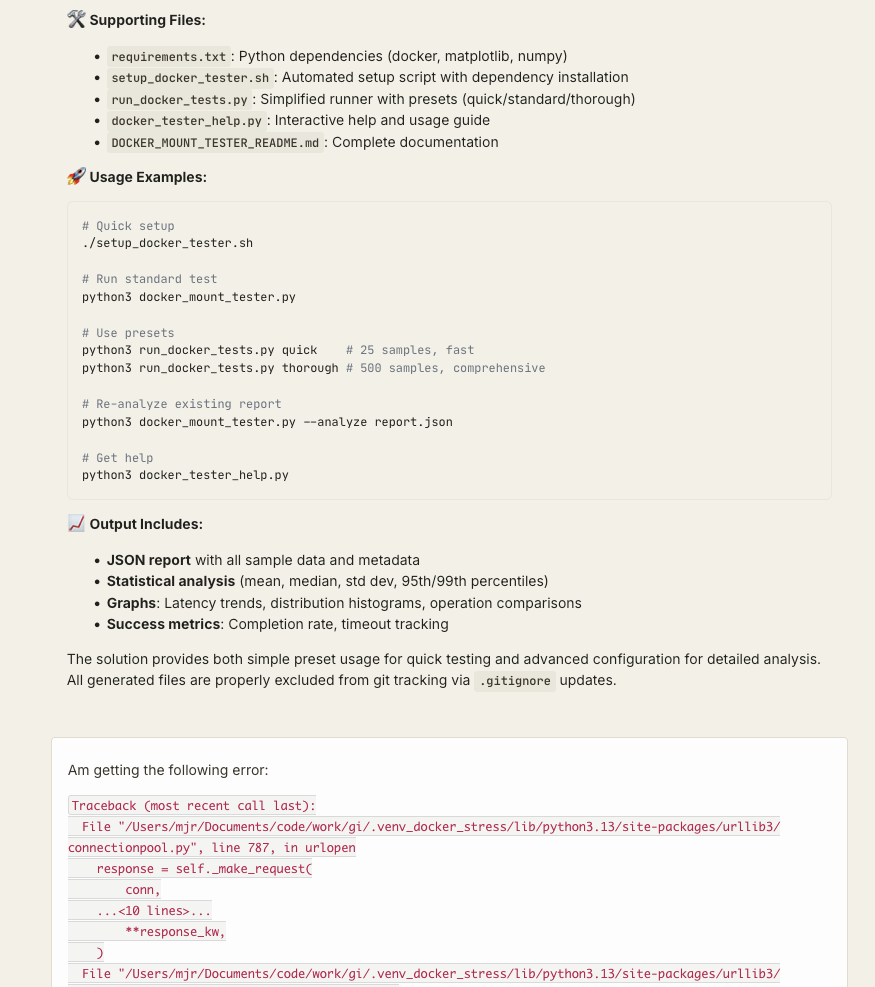 🛠️ Supporting Files:
• requirements.txt : Python dependencies (docker, matplotlib, numpy)
• setup_docker_tester.sh : Automated setup script with dependency installation
• run_docker_tests.py : Simplified runner with presets (quick/standard/thorough)
• docker_tester_help.py : Interactive help and usage guide
• DOCKER_MOUNT_TESTER_README.md : Complete documentation
🚀 Usage Examples:
# Quick setup
./setup_docker_tester.sh
# Run standard test
python3 docker_mount_tester.py
# Use presets
python3 run_docker_tests.py quick    # 25 samples, fast
python3 run_docker_tests.py thorough # 500 samples, comprehensive
# Re-analyze existing report
python3 docker_mount_tester.py --analyze report.json
# Get help
python3 docker_tester_help.py
📈 Output Includes:
• JSON report with all sample data and metadata
• Statistical analysis (mean, median, std dev, 95th/99th percentiles)
• Graphs: Latency trends, distribution histograms, operation comparisons
• Success metrics: Completion rate, timeout tracking
The solution provides both simple preset usage for quick testing and advanced configuration for detailed analysis.
All generated files are properly excluded from git tracking via .gitignore updates.
Am getting the following error:
Traceback (most recent call last):
  File "/Users/mjr/Documents/code/work/gi/.venv_docker_stress/lib/python3.13/site-packages/urllib3/
connectionpool.py", line 787, in urlopen
    response = self._make_request(
        conn,
    ...<10 lines>...
        **response_kw,
    )
  File "/Users/mjr/Documents/code/work/gi/.venv_docker_stress/lib/python3.13/site-packages/urllib3/